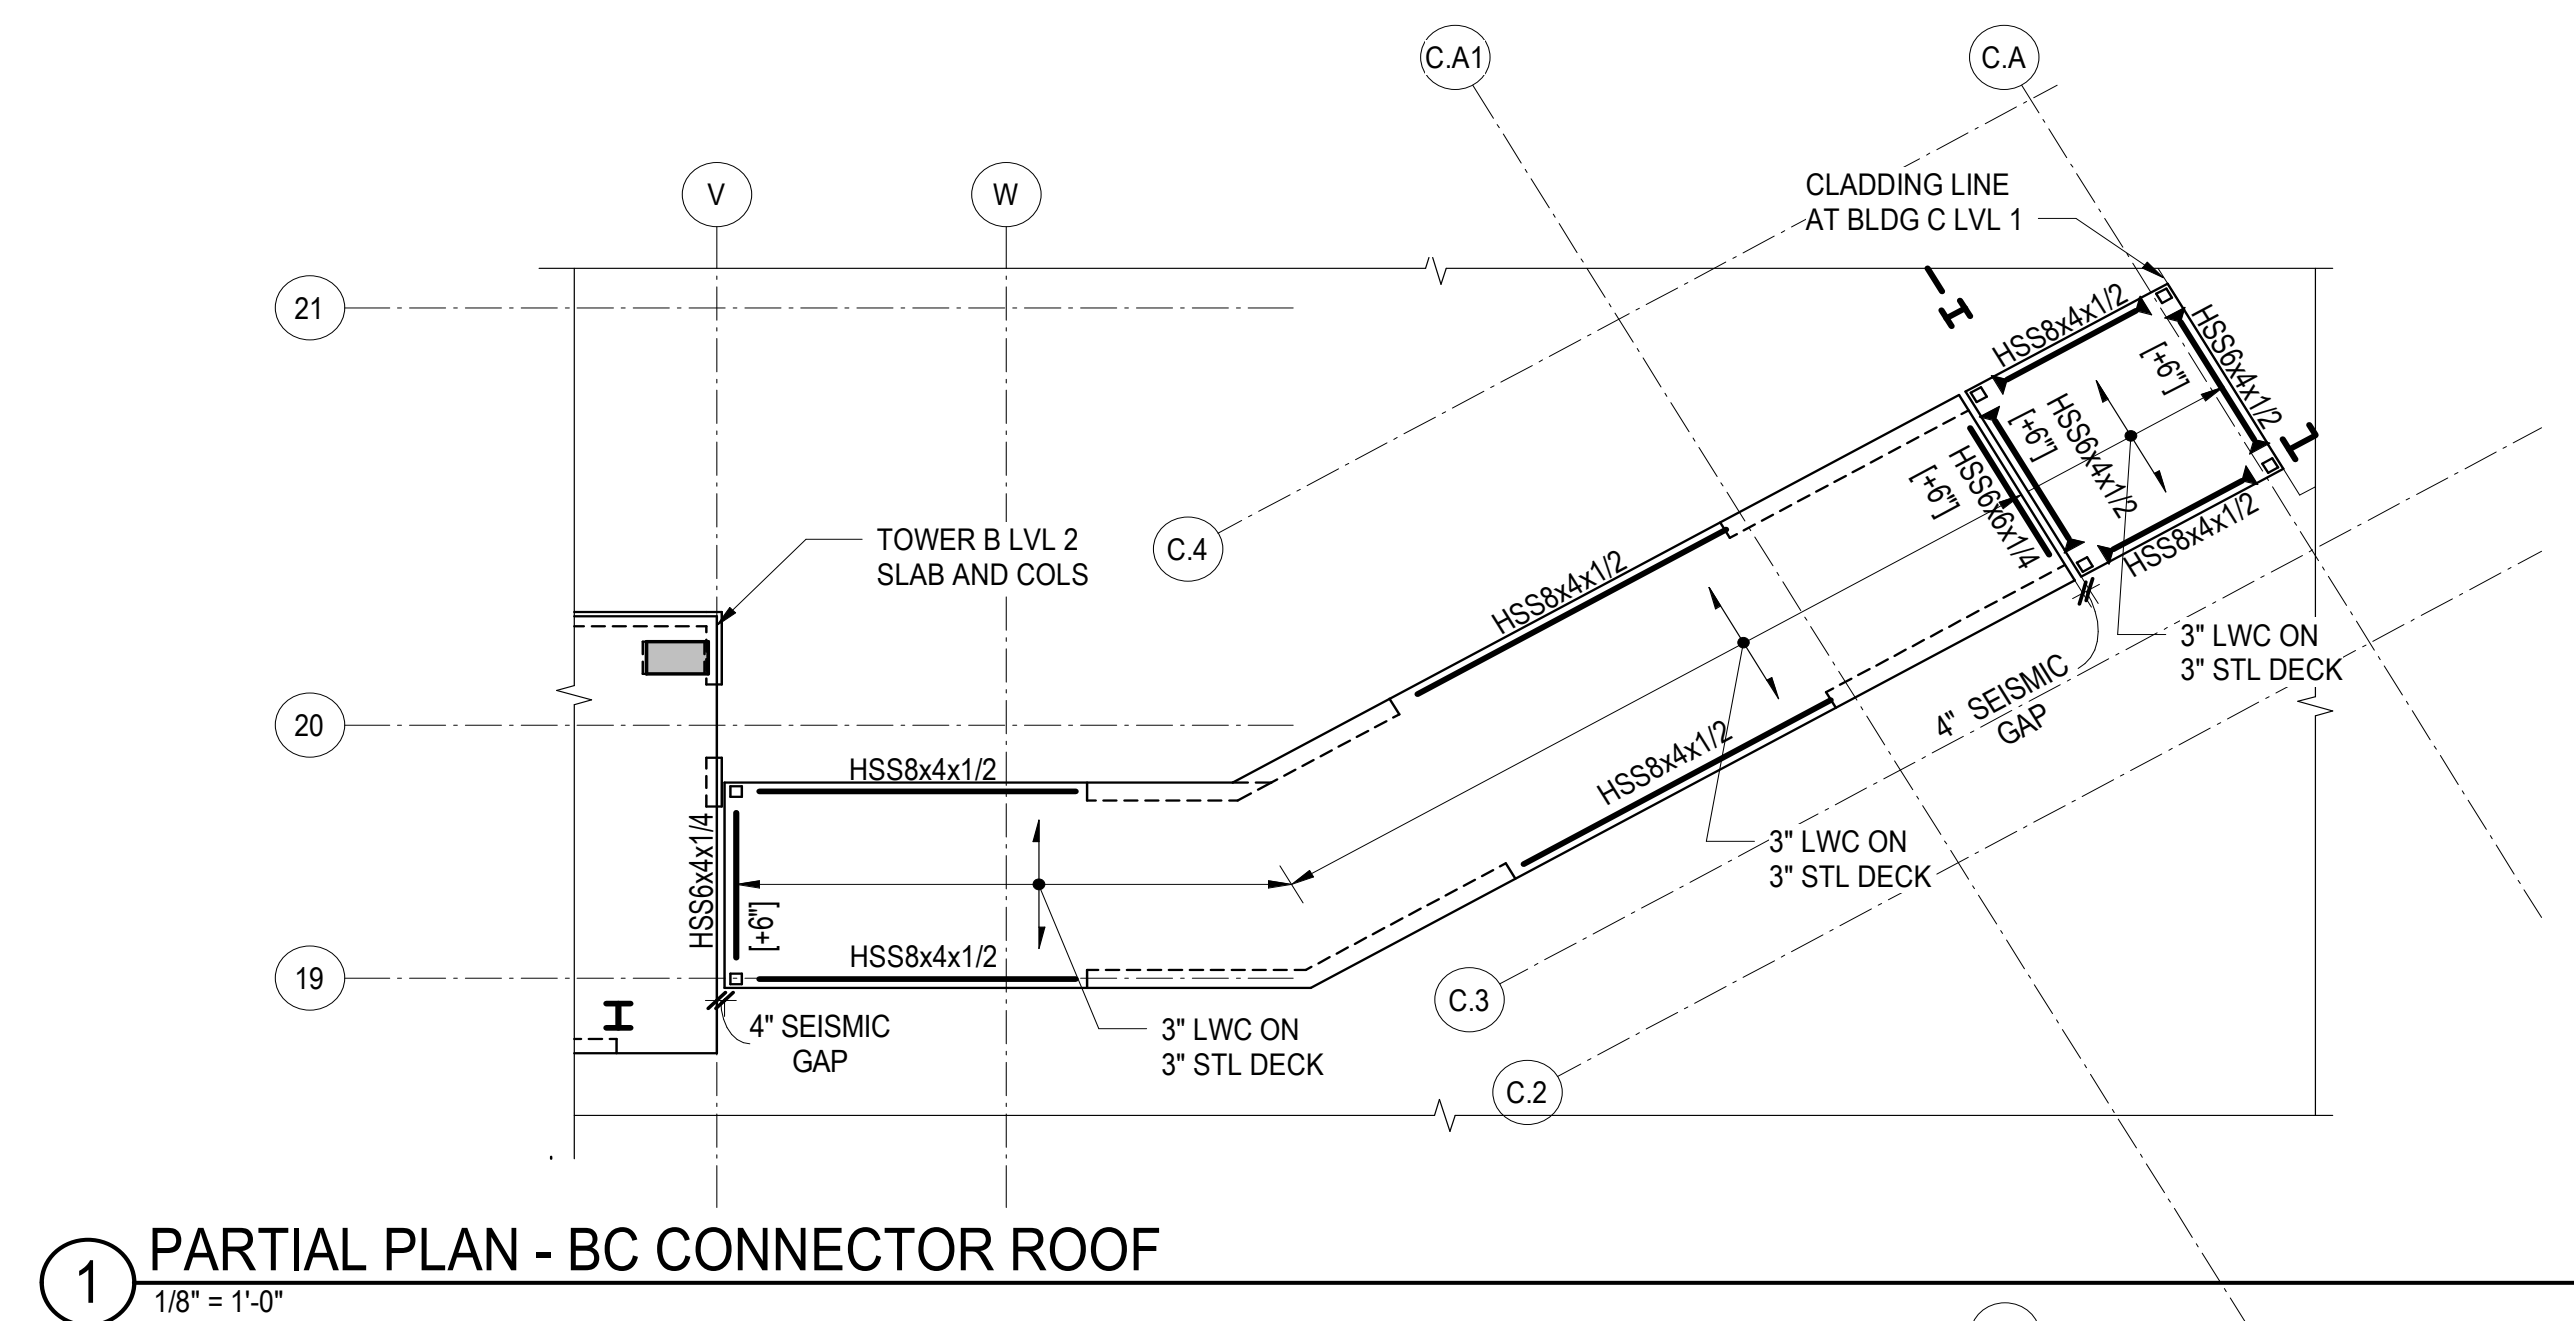 C.A1
C.A
V
W
CLADDING LINE
AT BLDG C LVL 1
21
HSS8x4x1/2
HSS6x4x1/2
[+6"]
[+6"]
HSS6x4x1/2
HSS6x6x1/4
[+6"]
HSS8x4x1/2
TOWER B LVL 2
SLAB AND COLS
C.4
HSS8x4x1/2
3" LWC ON
3" STL DECK
4" SEISMIC
GAP
20
HSS8x4x1/2
HSS8x4x1/2
3" LWC ON
3" STL DECK
HSS6x4x1/4
[+6"]
HSS8x4x1/2
19
C.3
4" SEISMIC
GAP
3" LWC ON
3" STL DECK
C.2
1
PARTIAL PLAN - BC CONNECTOR ROOF
1/8" = 1'-0"